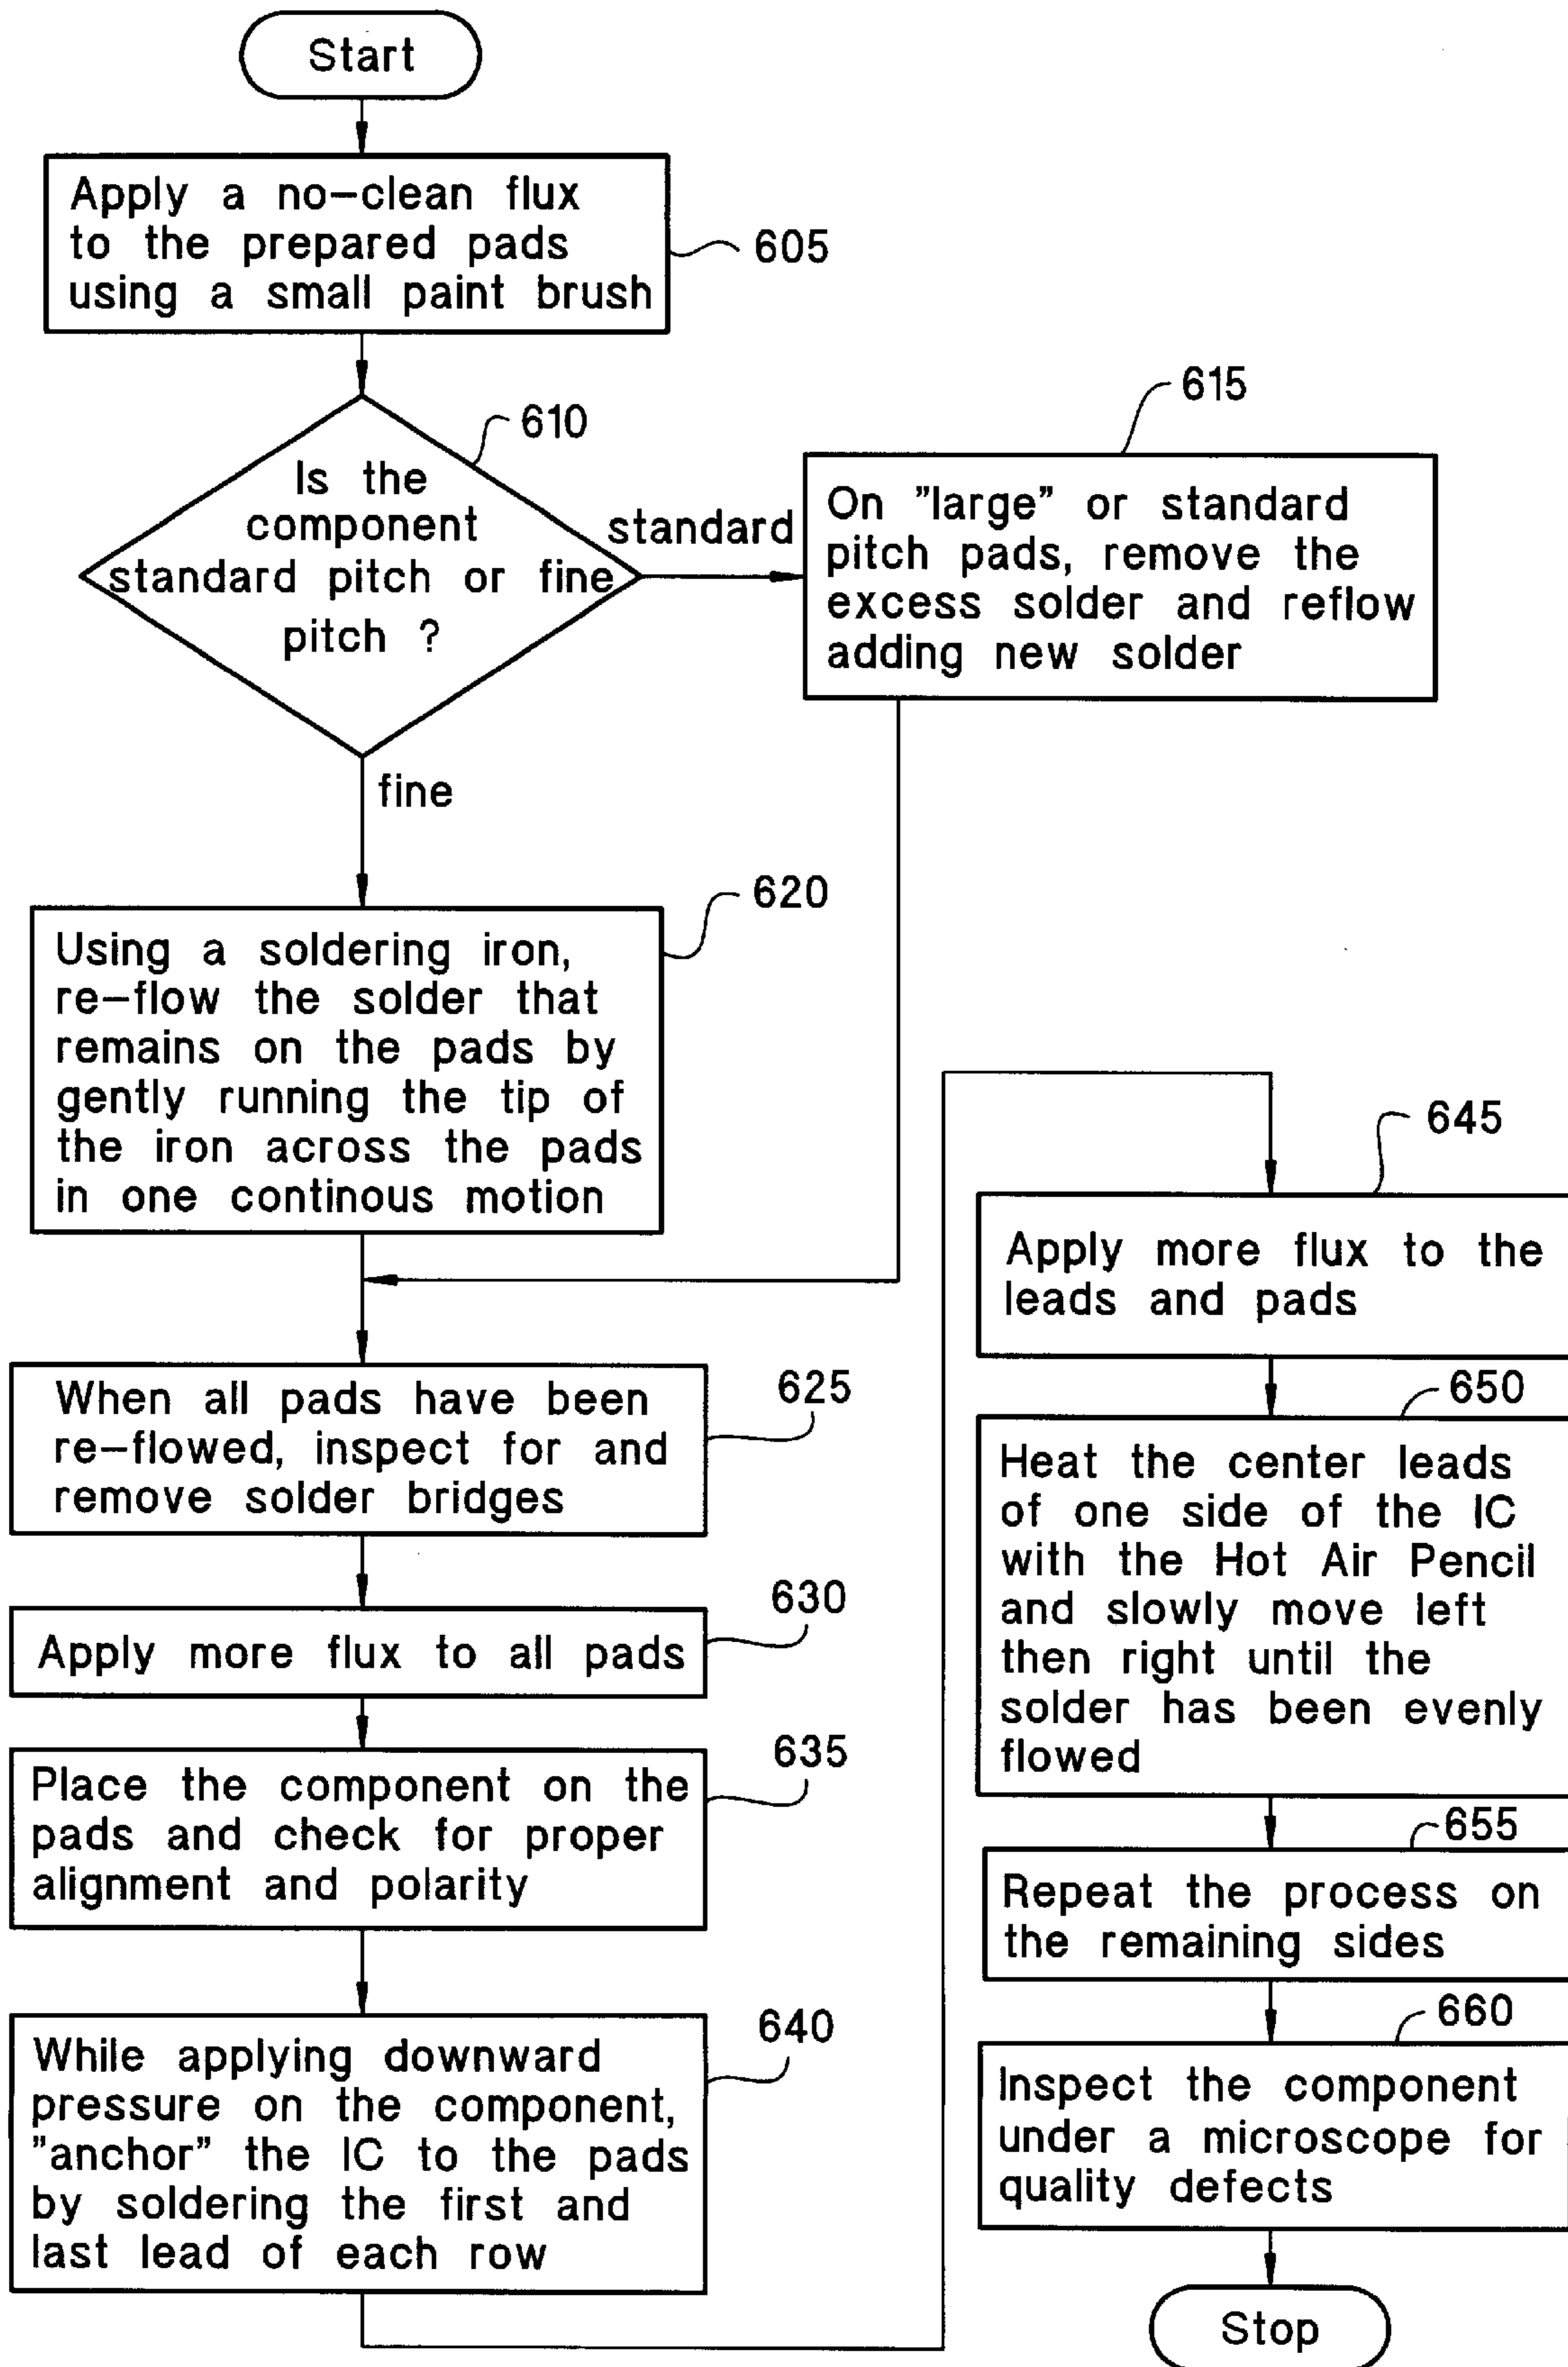 Start
Apply a no-clean flux
to the prepared pads
using a small paint brush
605
610
Is the
component
standard pitch or fine
pitch ?
standard
615
On "large" or standard
pitch pads, remove the
excess solder and reflow
adding new solder
fine
620
Using a soldering iron,
re-flow the solder that
remains on the pads by
gently running the tip of
the iron across the pads
in one continous motion
625
When all pads have been
re-flowed, inspect for and
remove solder bridges
630
Apply more flux to all pads
635
Place the component on the
pads and check for proper
alignment and polarity
640
While applying downward
pressure on the component,
"anchor" the IC to the pads
by soldering the first and
last lead of each row
645
Apply more flux to the
leads and pads
650
Heat the center leads
of one side of the IC
with the Hot Air Pencil
and slowly move left
then right until the
solder has been evenly
flowed
655
Repeat the process on
the remaining sides
660
Inspect the component
under a microscope for
quality defects
Stop